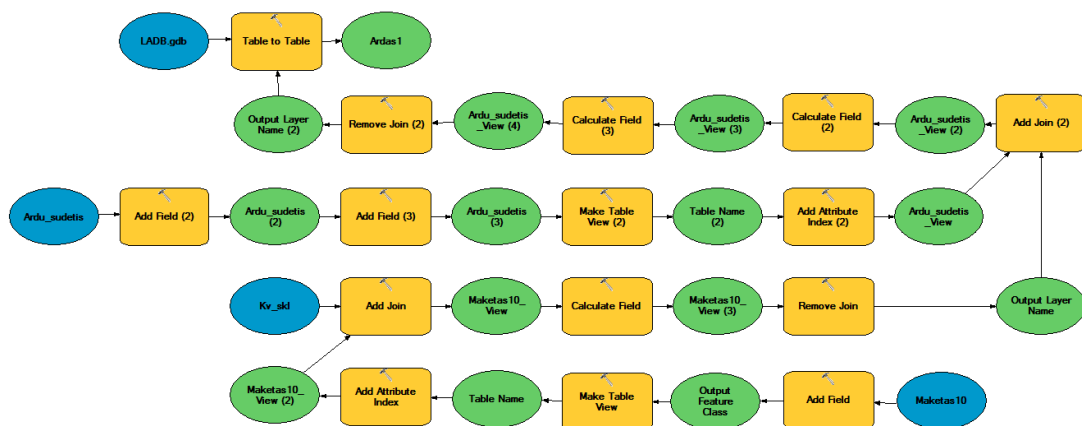 LADB.gdb
Table to Table
Ardas1
Output Layer
Name (2)
Remove Join (2)
Ardu_sudetis
_View (4)
Calculate Field
(3)
Ardu_sudetis
_View (3)
Calculate Field
(2)
Ardu_sudetis
_View (2)
Add Join (2)
Ardu_sudetis
Add Field (2)
Ardu_sudetis
(2)
Add Field (3)
Ardu_sudetis
(3)
Make Table
View (2)
Table Name
(2)
Add Attribute
Index (2)
Ardu_sudetis
_View
Kv_skl
Add Join
Maketas10_
View
Calculate Field
Maketas10_
View (3)
Remove Join
Output Layer
Name
Maketas10_
View (2)
Add Attribute
Index
Table Name
Make Table
View
Output
Feature
Class
Add Field
Maketas10